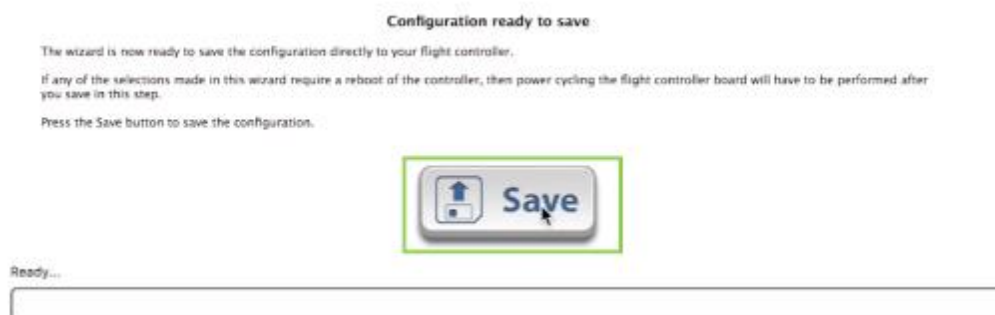 Configuration ready to save
The wizard is now ready to save the configuration directly to your flight controller.
If any of the selections made in this wizard require a reboot of the controller, then power cycling the flight controller board will have to be performed after
you save in this step.
Press the Save button to save the configuration.
Save
Ready...